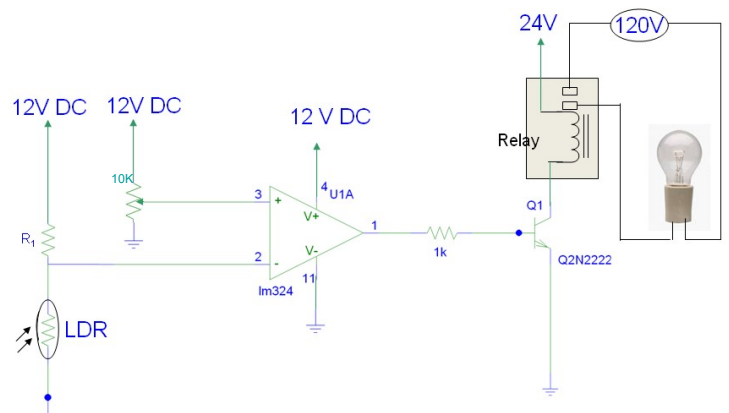 24V
120V
12V DC
12V DC
12 V DC
Relay
10K
3
+
4
U1A
V+
Q1
R1
1
V-
2
-
1k
Q2N2222
11
lm324
LDR